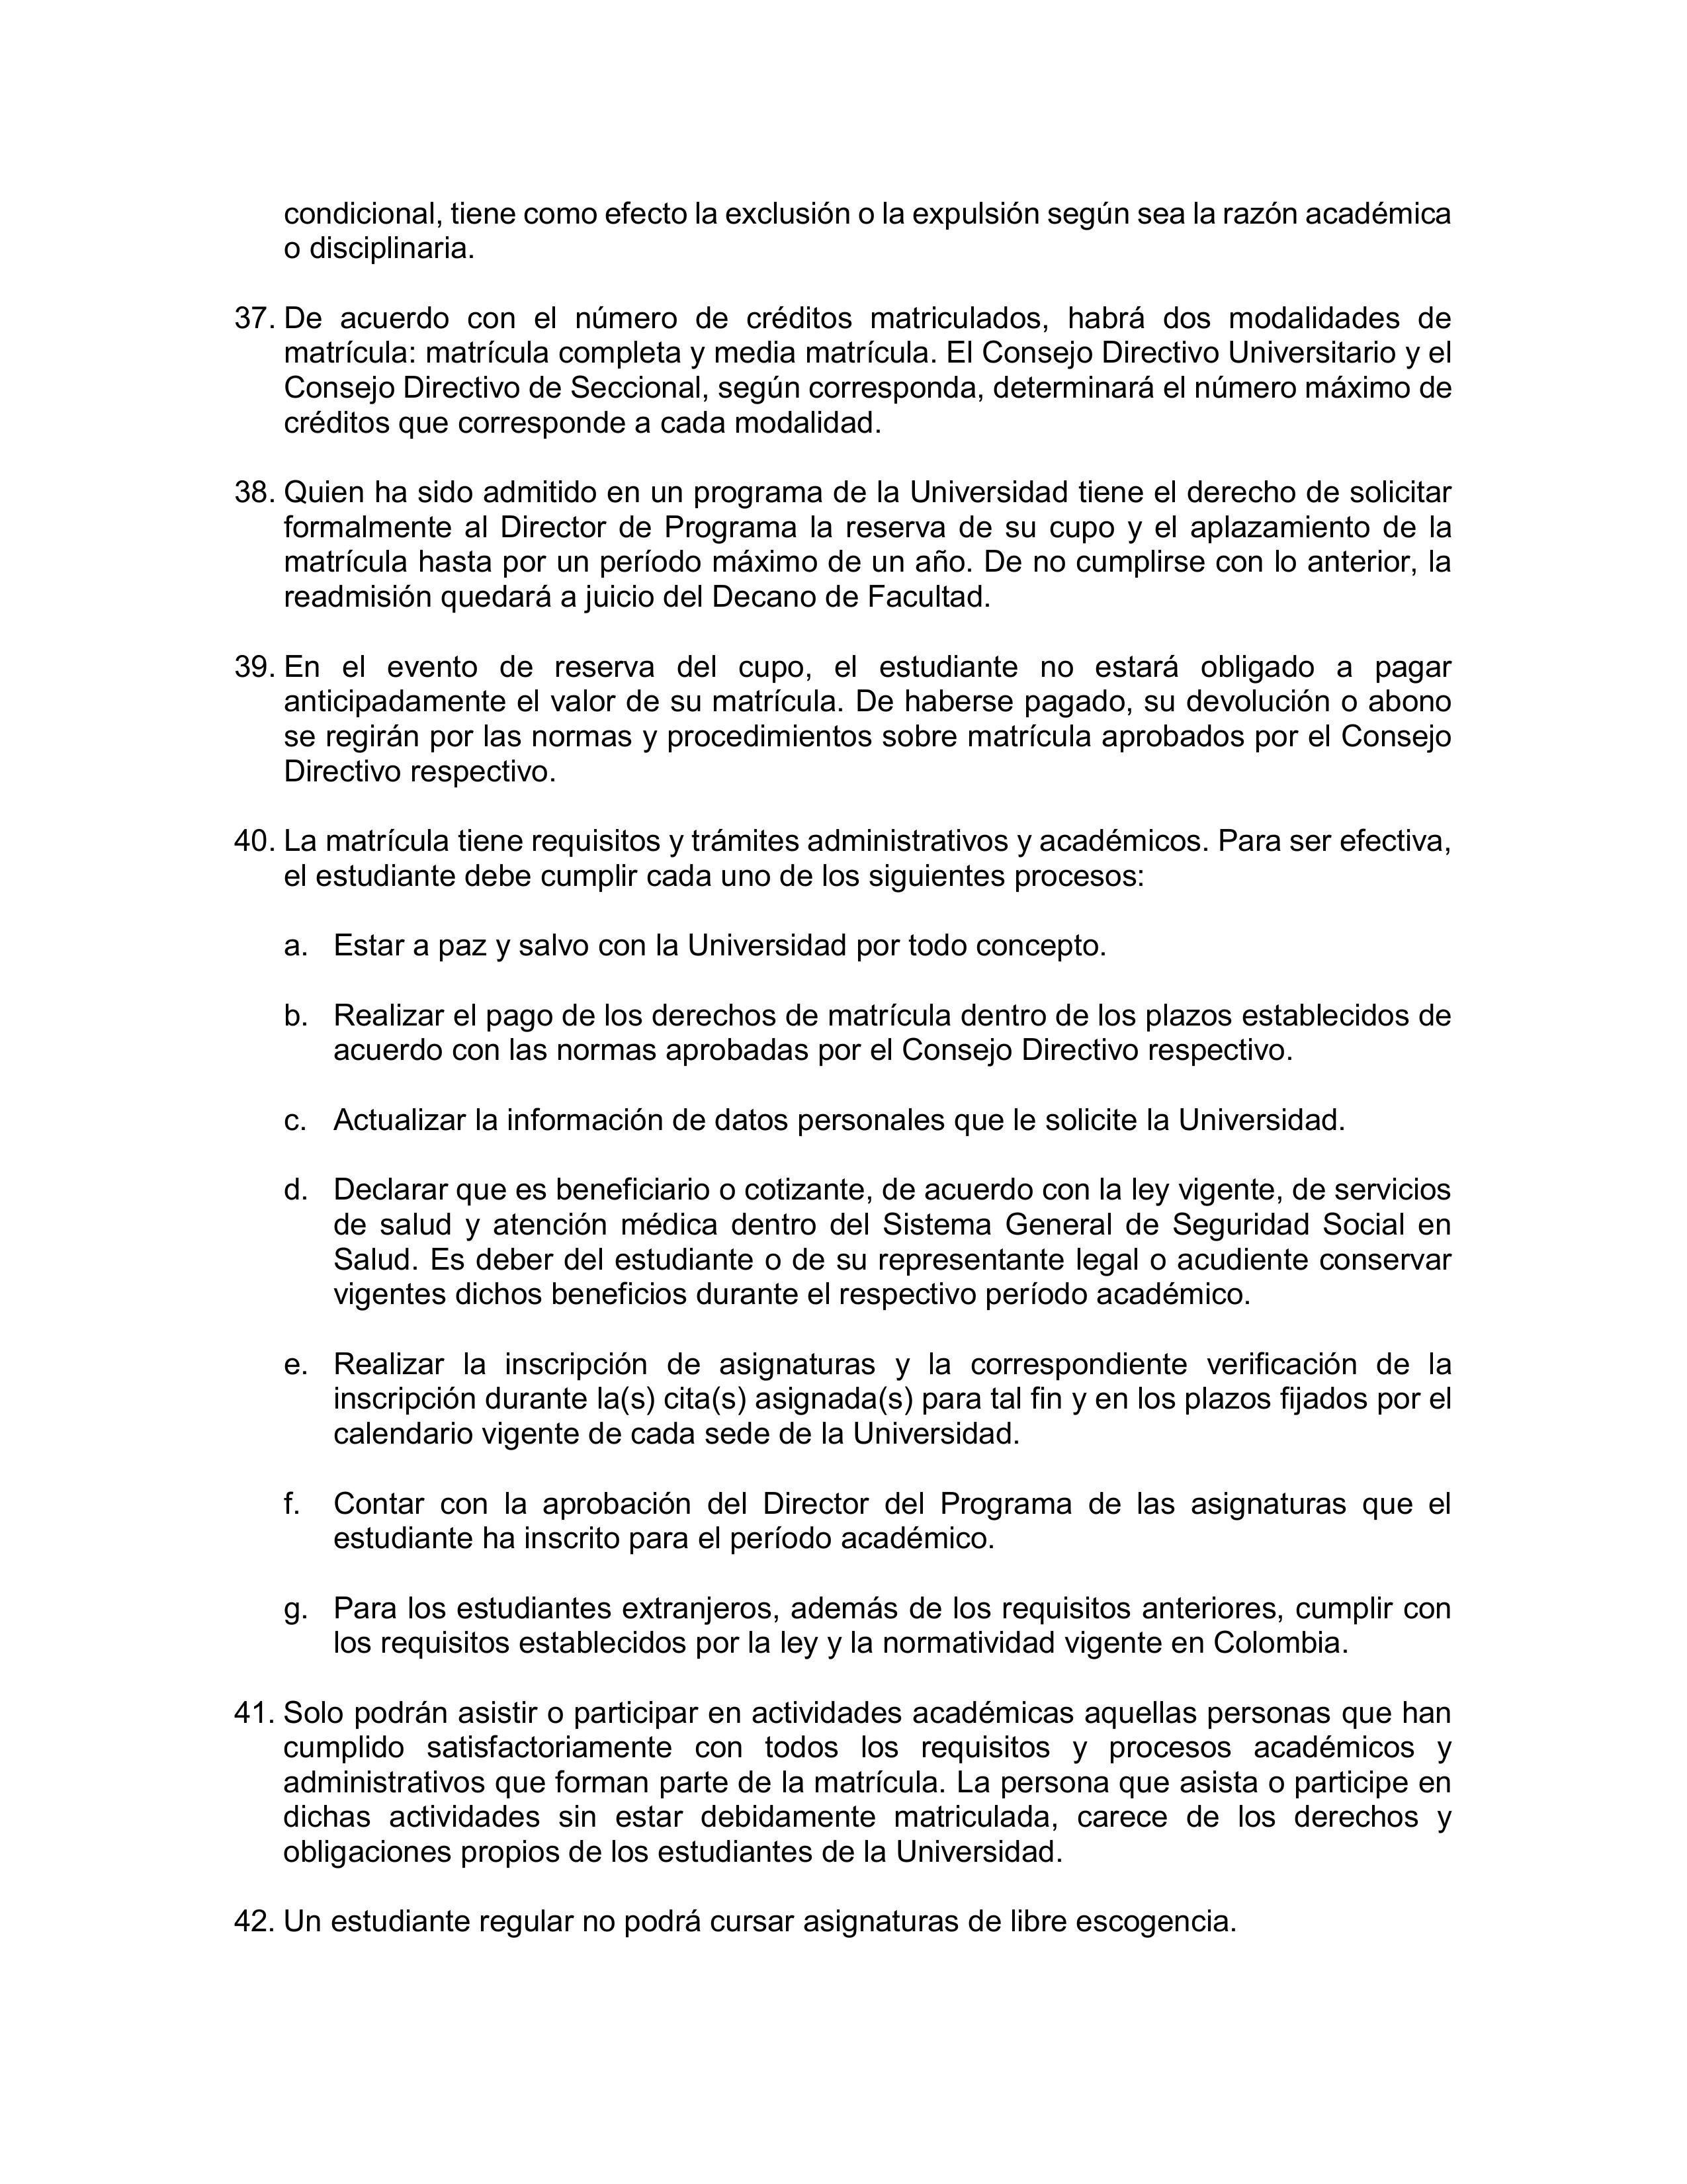 condicional, tiene como efecto la exclusión o la expulsión según sea la razón académica
o disciplinaria.
37. De acuerdo con el número de créditos matriculados, habrá dos modalidades de
matrícula: matrícula completa y media matrícula. El Consejo Directivo Universitario y el
Consejo Directivo de Seccional, según corresponda, determinará el número máximo de
créditos que corresponde a cada modalidad.
38. Quien ha sido admitido en un programa de la Universidad tiene el derecho de solicitar
formalmente al Director de Programa la reserva de su cupo y el aplazamiento de la
matrícula hasta por un período máximo de un año. De no cumplirse con lo anterior, la
readmisión quedará a juicio del Decano de Facultad.
39. En el evento de reserva del cupo, el estudiante no estará obligado a pagar
anticipadamente el valor de su matrícula. De haberse pagado, su devolución o abono
se regirán por las normas y procedimientos sobre matrícula aprobados por el Consejo
Directivo respectivo.
40. La matrícula tiene requisitos y trámites administrativos y académicos. Para ser efectiva,
el estudiante debe cumplir cada uno de los siguientes procesos:
a. Estar a paz y salvo con la Universidad por todo concepto.
b. Realizar el pago de los derechos de matrícula dentro de los plazos establecidos de
acuerdo con las normas aprobadas por el Consejo Directivo respectivo.
c. Actualizar la información de datos personales que le solicite la Universidad.
d. Declarar que es beneficiario o cotizante, de acuerdo con la ley vigente, de servicios
de salud y atención médica dentro del Sistema General de Seguridad Social en
Salud. Es deber del estudiante o de su representante legal o acudiente conservar
vigentes dichos beneficios durante el respectivo período académico.
e. Realizar la inscripción de asignaturas y la correspondiente verificación de la
inscripción durante la(s) cita(s) asignada(s) para tal fin y en los plazos fijados por el
calendario vigente de cada sede de la Universidad.
f. Contar con la aprobación del Director del Programa de las asignaturas que el
estudiante ha inscrito para el período académico.
g. Para los estudiantes extranjeros, además de los requisitos anteriores, cumplir con
los requisitos establecidos por la ley y la normatividad vigente en Colombia.
41. Solo podrán asistir o participar en actividades académicas aquellas personas que han
cumplido satisfactoriamente con todos los requisitos y procesos académicos y
administrativos que forman parte de la matrícula. La persona que asista o participe en
dichas actividades sin estar debidamente matriculada, carece de los derechos y
obligaciones propios de los estudiantes de la Universidad.
42. Un estudiante regular no podrá cursar asignaturas de libre escogencia.